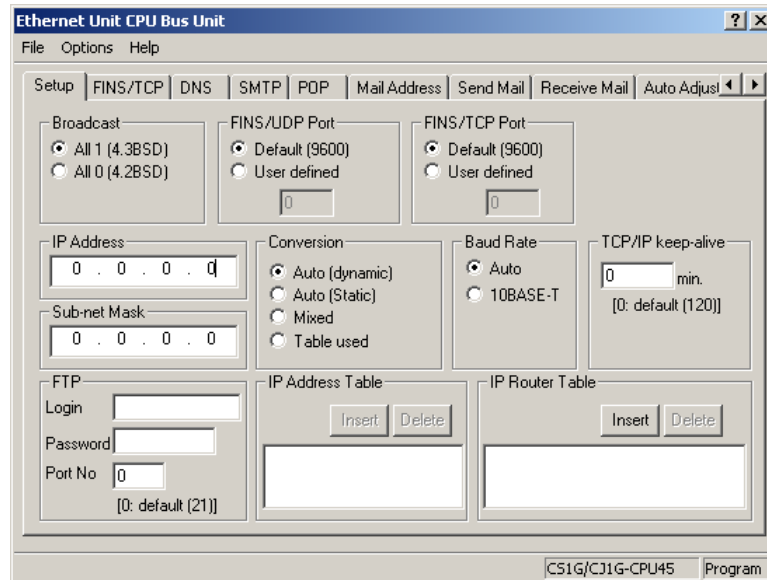 Ethernet Unit CPU Bus Unit
File Options Help
Setup FINS/TCP DNS SMTP POP Mail Address Send Mail Receive Mail Auto Adjust
Broadcast FINS/UDP Port FINS/TCP Port
All 1 (4.3BSD) Default (9600) Default (9600)
All 0 (4.2BSD) User defined User defined
0 0
IP Address Conversion Baud Rate TCP/IP keep-alive
0 . 0 . 0 . 0 Auto (dynamic) Auto 0 min.
Auto (Static) 10BASE-T [0: default (120)]
Sub-net Mask Mixed
0 . 0 . 0 . 0 Table used
FTP IP Address Table IP Router Table
Login Insert Delete Insert Delete
Password
Port No 0
[0: default (21)]
CS1G/CJ1G-CPU45 Program